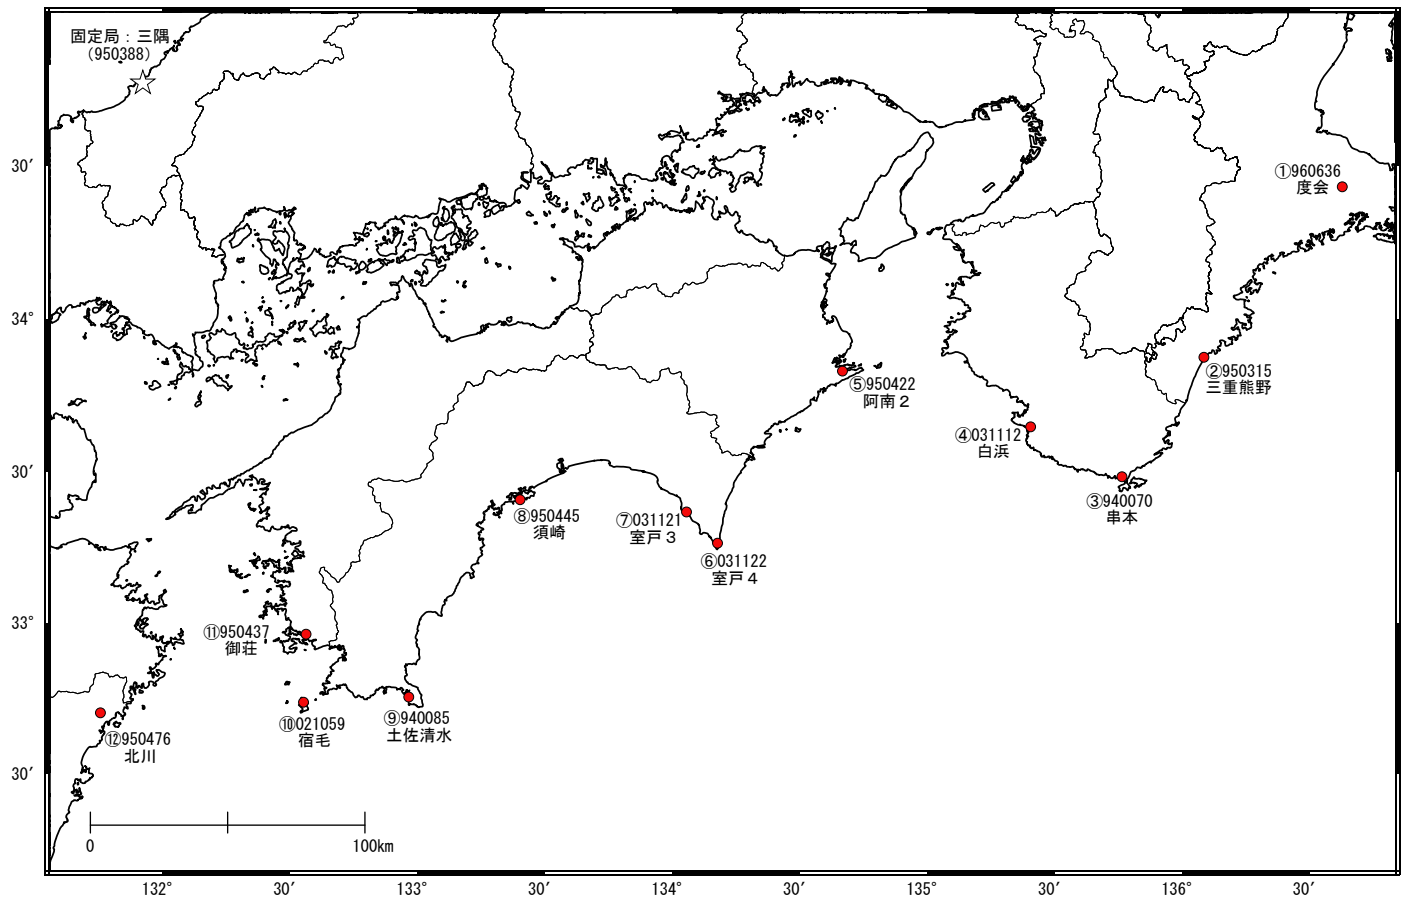 固定局：三隅
(950388)
①960636
度会
②950315
三重熊野
③940070
串本
④031112
白浜
⑤950422
阿南２
⑥031122
室戸４
⑦031121
室戸３
⑧950445
須崎
⑨940085
土佐清水
⑩021059
宿毛
⑪950437
御荘
⑫950476
北川
30′
34°
30′
33°
30′
0
100km
132°
30′
133°
30′
134°
30′
135°
30′
136°
30′